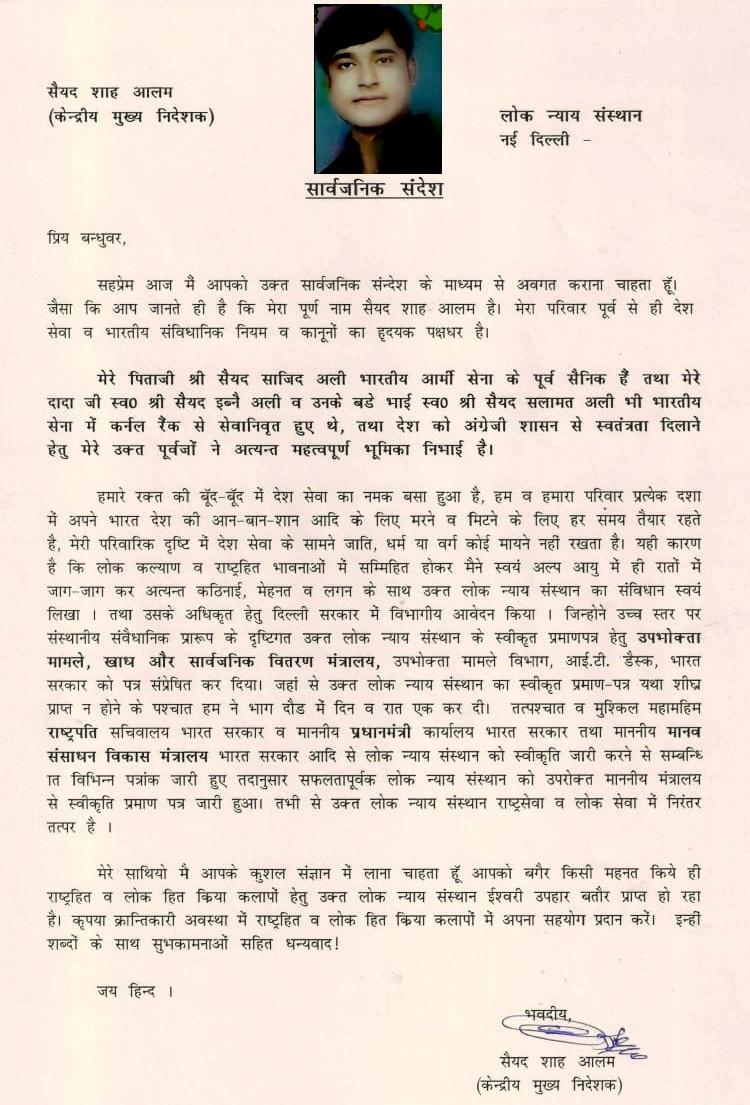 सैयद शाह आलम
(केन्द्रीय मुख्य निदेशक)
लोक न्याय संस्थान
नई दिल्ली -
सार्वजनिक संदेश
प्रिय बन्धुवर,
सहप्रेम आज मै आपको उक्त सार्वजनिक संन्देश के माध्यम से अवगत कराना चाहता हूॅ।
जैसा कि आप जानते ही है कि मेरा पूर्ण नाम सैयद शाह आलम है। मेरा परिवार पूर्व से ही देश
सेवा व भारतीय संविधानिक नियम व कानूनों का हृदयक पक्षधर है।
मेरे पिताजी श्री सैयद साजिद अली भारतीय आर्मी सेना के पूर्व सैनिक हैं तथा मेरे
दादा जी स्व0 श्री सैयद इब्नै अली व उनके बडे भाई स्व0 श्री सैयद सलामत अली भी भारतीय
सेना में कर्नल रैंक से सेवानिवृत हुए थे, तथा देश को अंग्रेजी शासन से स्वतंत्रता दिलाने
हेतु मेरे उक्त पूर्वजों ने अत्यन्त महत्वपूर्ण भूमिका निभाई है।
हमारे रक्त की बूॅद-बूॅद में देश सेवा का नमक बसा हुआ है, हम व हमारा परिवार प्रत्येक दशा
में अपने भारत देश की आन-बान-शान आदि के लिए मरने व मिटने के लिए हर समय तैयार रहते
है, मेरी परिवारिक दृष्टि में देश सेवा के सामने जाति, धर्म या वर्ग कोई मायने नहीं रखता है। यही कारण
है कि लोक कल्याण व राष्ट्रहित भावनाओं में सम्मिहित होकर मैने स्वयं अल्प आयु में ही रातों में
जाग-जाग कर अत्यन्त कठिनाई, मेहनत व लगन के साथ उक्त लोक न्याय संस्थान का संविधान स्वयं
लिखा । तथा उसके अधिकृत हेतु दिल्ली सरकार में विभागीय आवेदन किया । जिन्होने उच्च स्तर पर
संस्थानीय संवैधानिक प्रारूप के दृष्टिगत उक्त लोक न्याय संस्थान के स्वीकृत प्रमाणपत्र हेतु उपभोक्ता
मामले, खाध और सार्वजनिक वितरण मंत्रालय, उपभोक्ता मामले विभाग, आई.टी. डैस्क, भारत
सरकार को पत्र संप्रेषित कर दिया। जहां से उक्त लोक न्याय संस्थान का स्वीकृत प्रमाण-पत्र यथा शीघ्र
प्राप्त न होने के पश्चात हम ने भाग दौड में दिन व रात एक कर दी। तत्पश्चात व मुश्किल महामहिम
राष्ट्रपति सचिवालय भारत सरकार व माननीय प्रधानमंत्री कार्यालय भारत सरकार तथा माननीय मानव
संसाधन विकास मंत्रालय भारत सरकार आदि से लोक न्याय संस्थान को स्वीकृति जारी करने से सम्बन्धि
ात विभिन्न पत्रांक जारी हुए तदानुसार सफलतापूर्वक लोक न्याय संस्थान को उपरोक्त माननीय मंत्रालय
से स्वीकृति प्रमाण पत्र जारी हुआ। तभी से उक्त लोक न्याय संस्थान राष्ट्रसेवा व लोक सेवा में निरंतर
तत्पर है ।
मेरे साथियो मै आपके कुशल संज्ञान में लाना चाहता हूॅ आपको बगैर किसी महनत किये ही
राष्ट्रहित व लोक हित क्रिया कलापों हेतु उक्त लोक न्याय संस्थान ईश्वरी उपहार बतौर प्राप्त हो रहा
है। कृपया क्रान्तिकारी अवस्था में राष्ट्रहित व लोक हित क्रिया कलापों में अपना सहयोग प्रदान करें। इन्हीं
शब्दों के साथ सुभकामनाओं सहित धन्यवाद!
जय हिन्द ।
भवदीय,
सैयद शाह आलम
(केन्द्रीय मुख्य निदेशक)